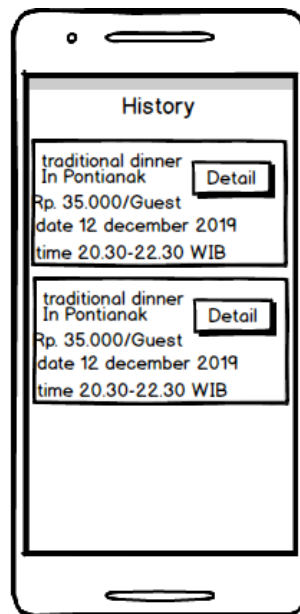 History
traditional dinner
In Pontianak
Detail
Rp. 35.000/Guest
date 12 december 2019
time 20.30-22.30 WIB
traditional dinner
In Pontianak
Detail
Rp. 35.000/Guest
date 12 december 2019
time 20.30-22.30 WIB